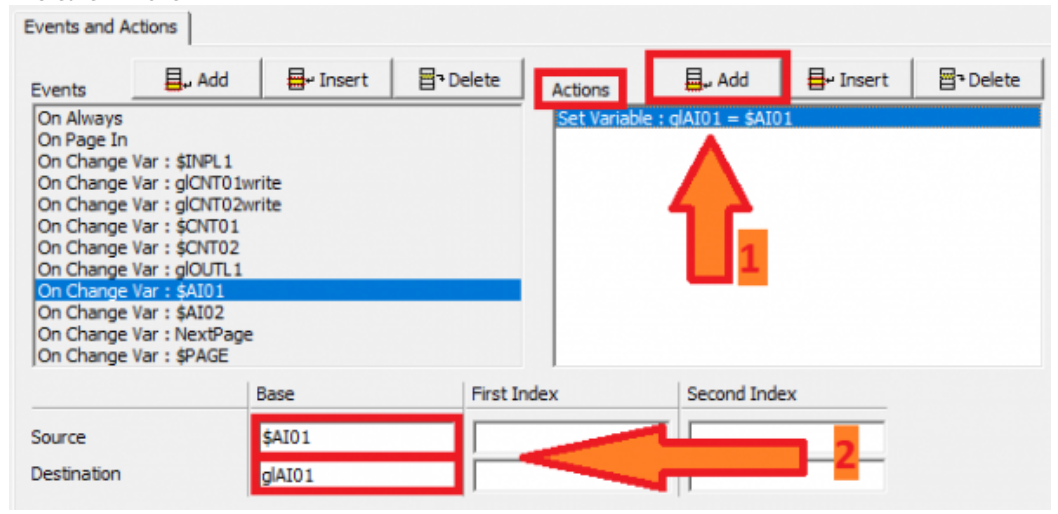 Events and Actions
Events Add Insert Delete Actions Add Insert Delete
On Always
On Page In
On Change Var : $INPL1
On Change Var : glCNT01write
On Change Var : glCNT02write
On Change Var : $CNT01
On Change Var : $CNT02
On Change Var : glOUTL1
On Change Var : $AI01
On Change Var : $AI02
On Change Var : NextPage
On Change Var : $PAGE
Set Variable : glAI01 = $AI01
1
Base First Index Second Index
Source $AI01
Destination glAI01
2